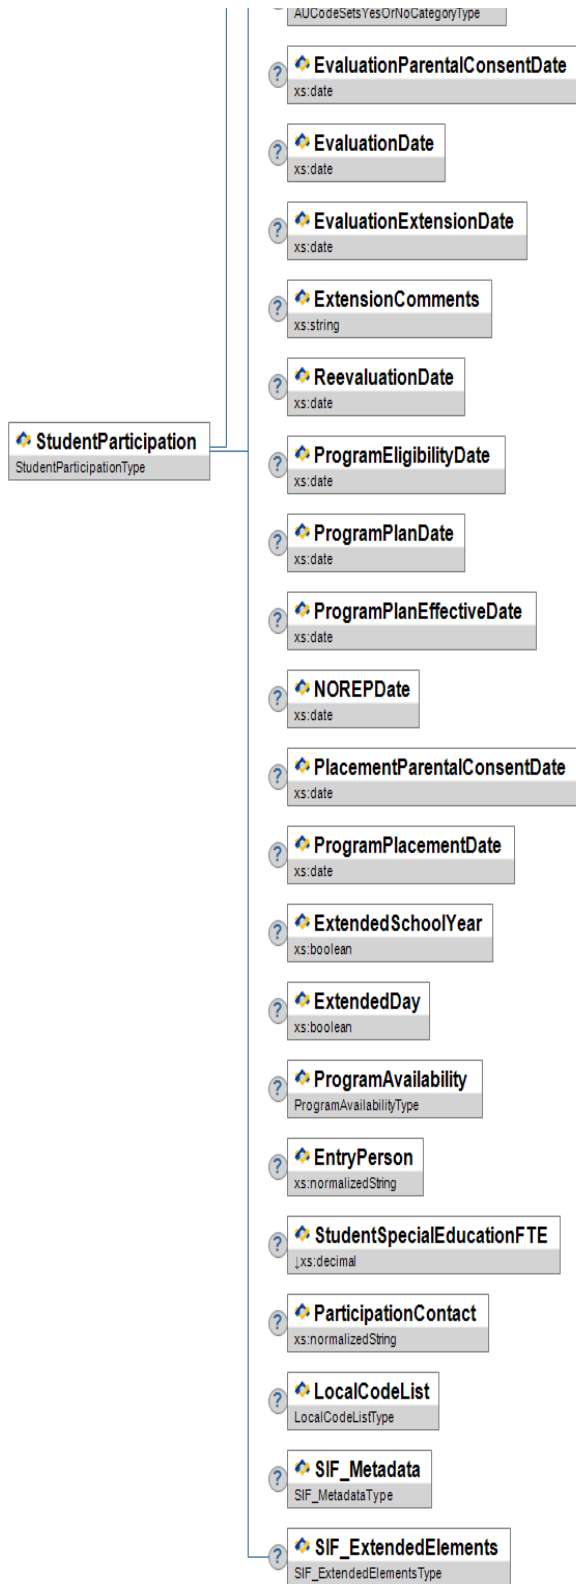 AUCodeSetsYesOrNoCategoryType
? EvaluationParentalConsentDate
xs:date
? EvaluationDate
xs:date
? EvaluationExtensionDate
xs:date
? ExtensionComments
xs:string
? ReevaluationDate
xs:date
StudentParticipation
StudentParticipationType
? ProgramEligibilityDate
xs:date
? ProgramPlanDate
xs:date
? ProgramPlanEffectiveDate
xs:date
? NOREPDate
xs:date
? PlacementParentalConsentDate
xs:date
? ProgramPlacementDate
xs:date
? ExtendedSchoolYear
xs:boolean
? ExtendedDay
xs:boolean
? ProgramAvailability
ProgramAvailabilityType
? EntryPerson
xs:normalizedString
? StudentSpecialEducationFTE
↓xs:decimal
? ParticipationContact
xs:normalizedString
? LocalCodeList
LocalCodeListType
? SIF_Metadata
SIF_MetadataType
? SIF_ExtendedElements
SIF_ExtendedElementsType